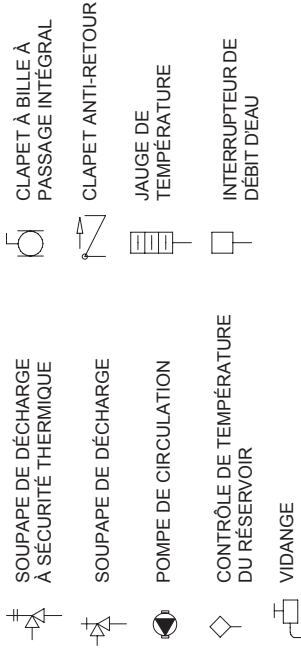 SOUPAPE DE DÉCHARGE
À SÉCURITÉ THERMIQUE
SOUPAPE DE DÉCHARGE
POMPE DE CIRCULATION
CONTRÔLE DE TEMPÉRATURE
DU RÉSERVOIR
VIDANGE
CLAPET À BILLE À
PASSAGE INTÉGRAL
CLAPET ANTI-RETOUR
JAUGE DE
TEMPÉRATURE
INTERRUPTEUR DE
DÉBIT D'EAU